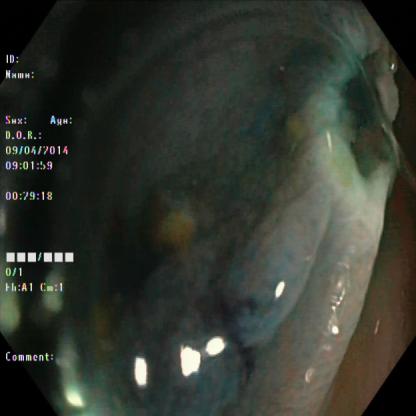 ID:
Name:
Sex: Age:
D.O.B.:
09/04/2014
09:01:59
00:29:18
■■■/■■■
0/1
Eh:A1 Cm:1
Comment: